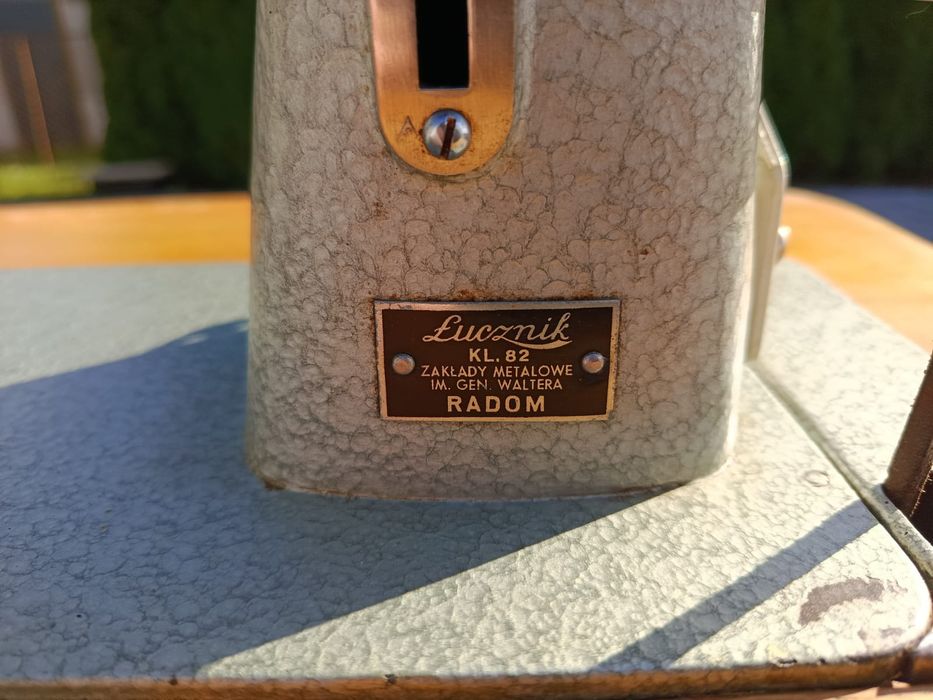 A
Łucznik
KL. 82
ZAKŁADY METALOWE
IM. GEN. WALTERA
RADOM